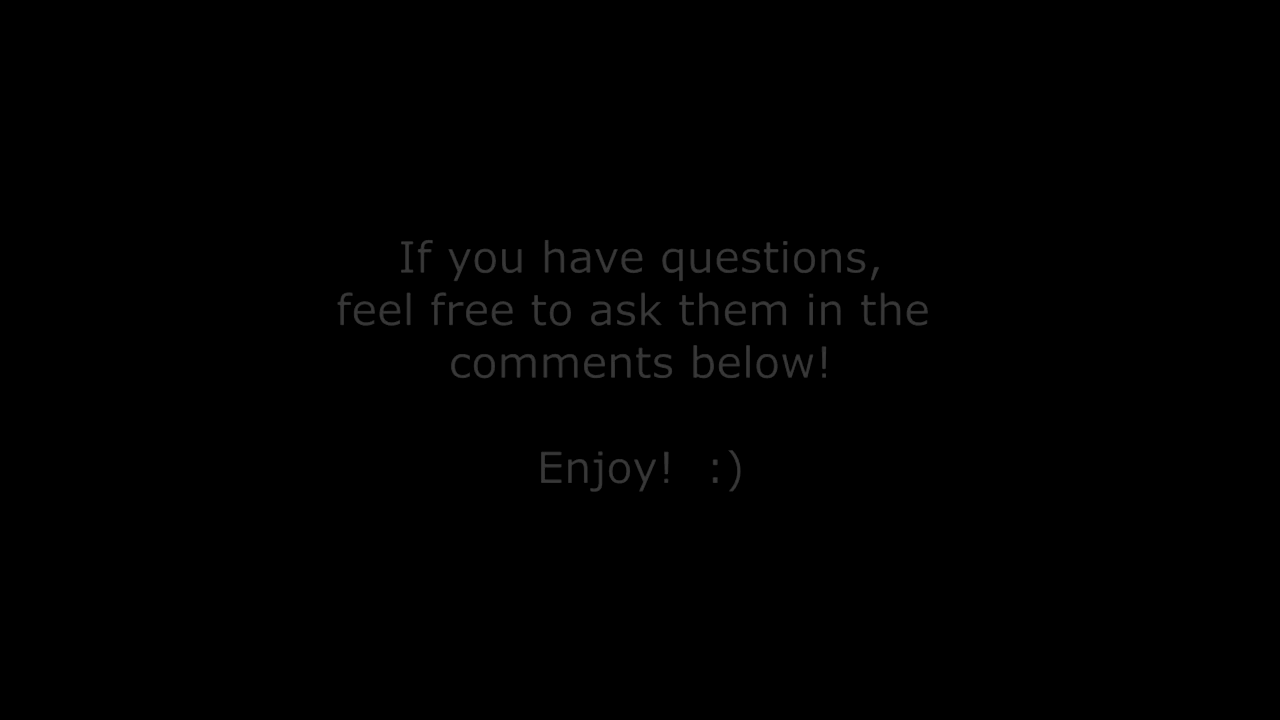 If you have questions,
feel free to ask them in the
comments below!
Enjoy!  :)